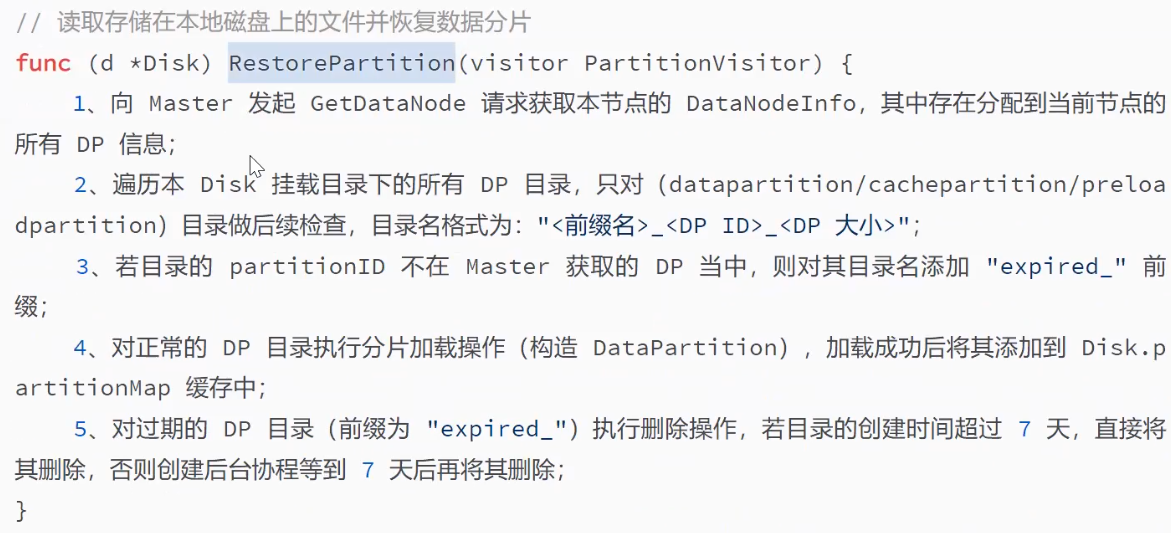 // 读取存储在本地磁盘上的文件并恢复数据分片
func (d *Disk) RestorePartition(visitor PartitionVisitor) {
1、向 Master 发起 GetDataNode 请求获取本节点的 DataNodeInfo，其中存在分配到当前节点的
所有 DP 信息；
2、遍历本 Disk 挂载目录下的所有 DP 目录，只对（datapartition/cachepartition/preloa
dpartition）目录做后续检查，目录名格式为："<前缀名>_<DP ID>_<DP 大小>"；
3、若目录的 partitionID 不在 Master 获取的 DP 当中，则对其目录名添加 "expired_" 前
缀；
4、对正常的 DP 目录执行分片加载操作（构造 DataPartition），加载成功后将其添加到 Disk.p
artitionMap 缓存中；
5、对过期的 DP 目录（前缀为 "expired_"）执行删除操作，若目录的创建时间超过 7 天，直接将
其删除，否则创建后台协程等到 7 天后再将其删除；
}